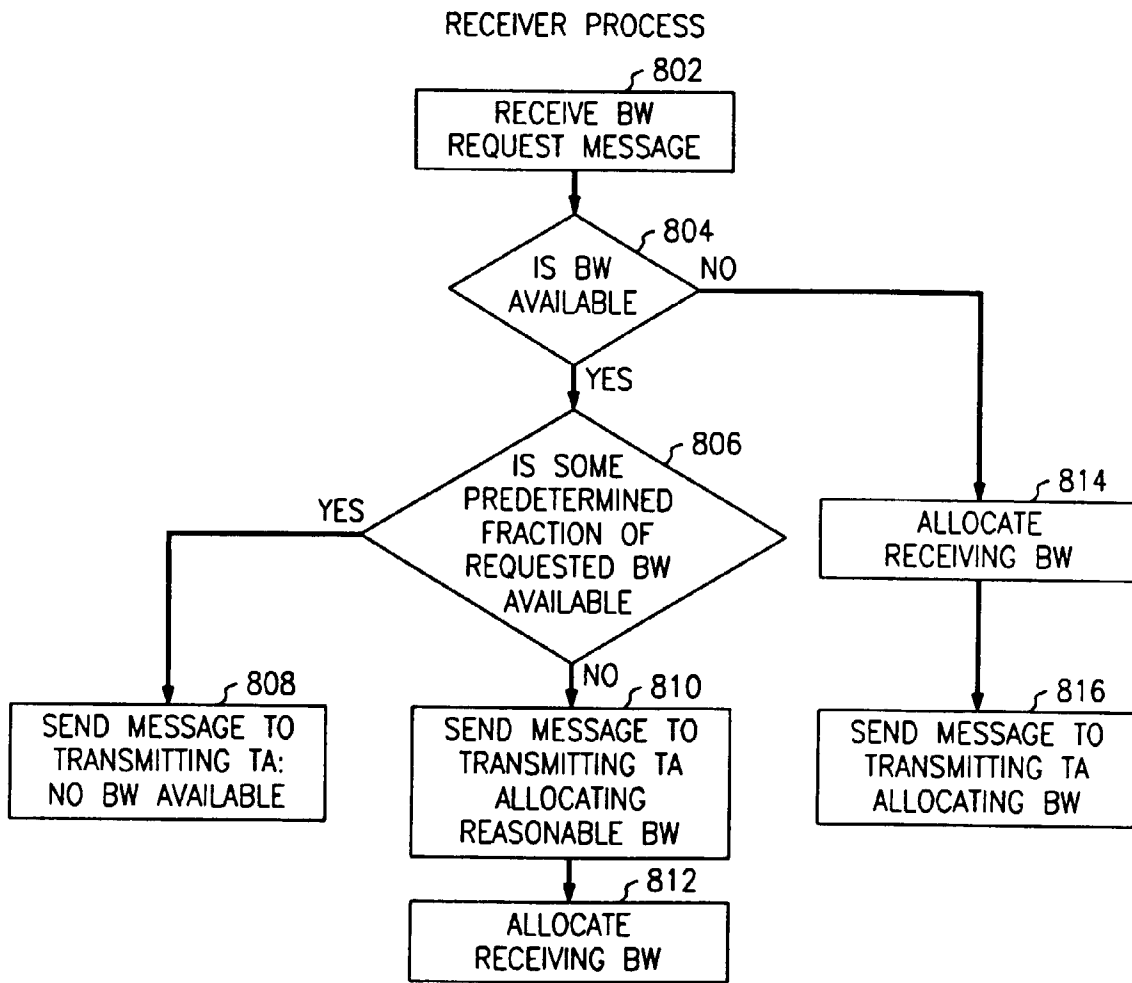 RECEIVER PROCESS
802
RECEIVE BW
REQUEST MESSAGE
804
IS BW
AVAILABLE
NO
YES
806
IS SOME
PREDETERMINED
FRACTION OF
REQUESTED BW
AVAILABLE
YES
NO
814
ALLOCATE
RECEIVING BW
808
SEND MESSAGE TO
TRANSMITTING TA:
NO BW AVAILABLE
810
SEND MESSAGE TO
TRANSMITTING TA
ALLOCATING
REASONABLE BW
816
SEND MESSAGE TO
TRANSMITTING TA
ALLOCATING BW
812
ALLOCATE
RECEIVING BW